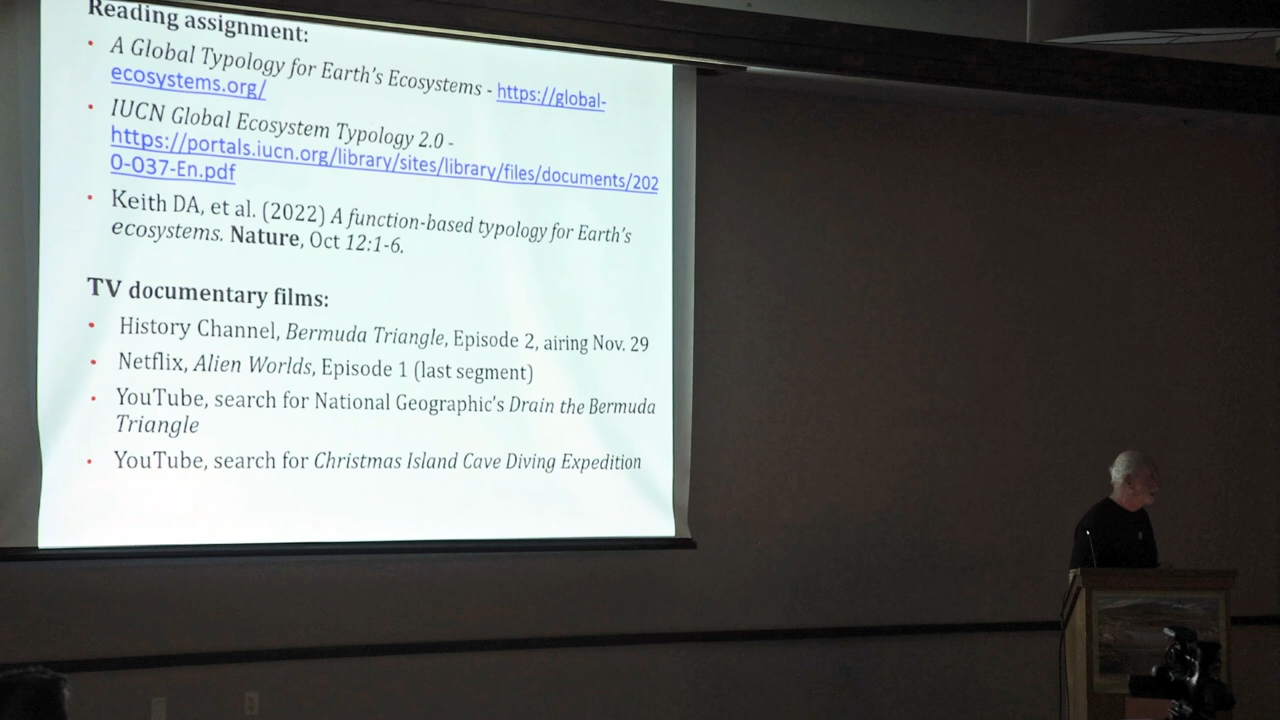 Reading assignment:
• A Global Typology for Earth's Ecosystems - https://global-
ecosystems.org/
• IUCN Global Ecosystem Typology 2.0 -
https://portals.iucn.org/library/sites/library/files/documents/202
0-037-En.pdf
• Keith DA, et al. (2022) A function-based typology for Earth's
ecosystems. Nature, Oct 12:1-6.
TV documentary films:
• History Channel, Bermuda Triangle, Episode 2, airing Nov. 29
• Netflix, Alien Worlds, Episode 1 (last segment)
• YouTube, search for National Geographic's Drain the Bermuda
Triangle
• YouTube, search for Christmas Island Cave Diving Expedition